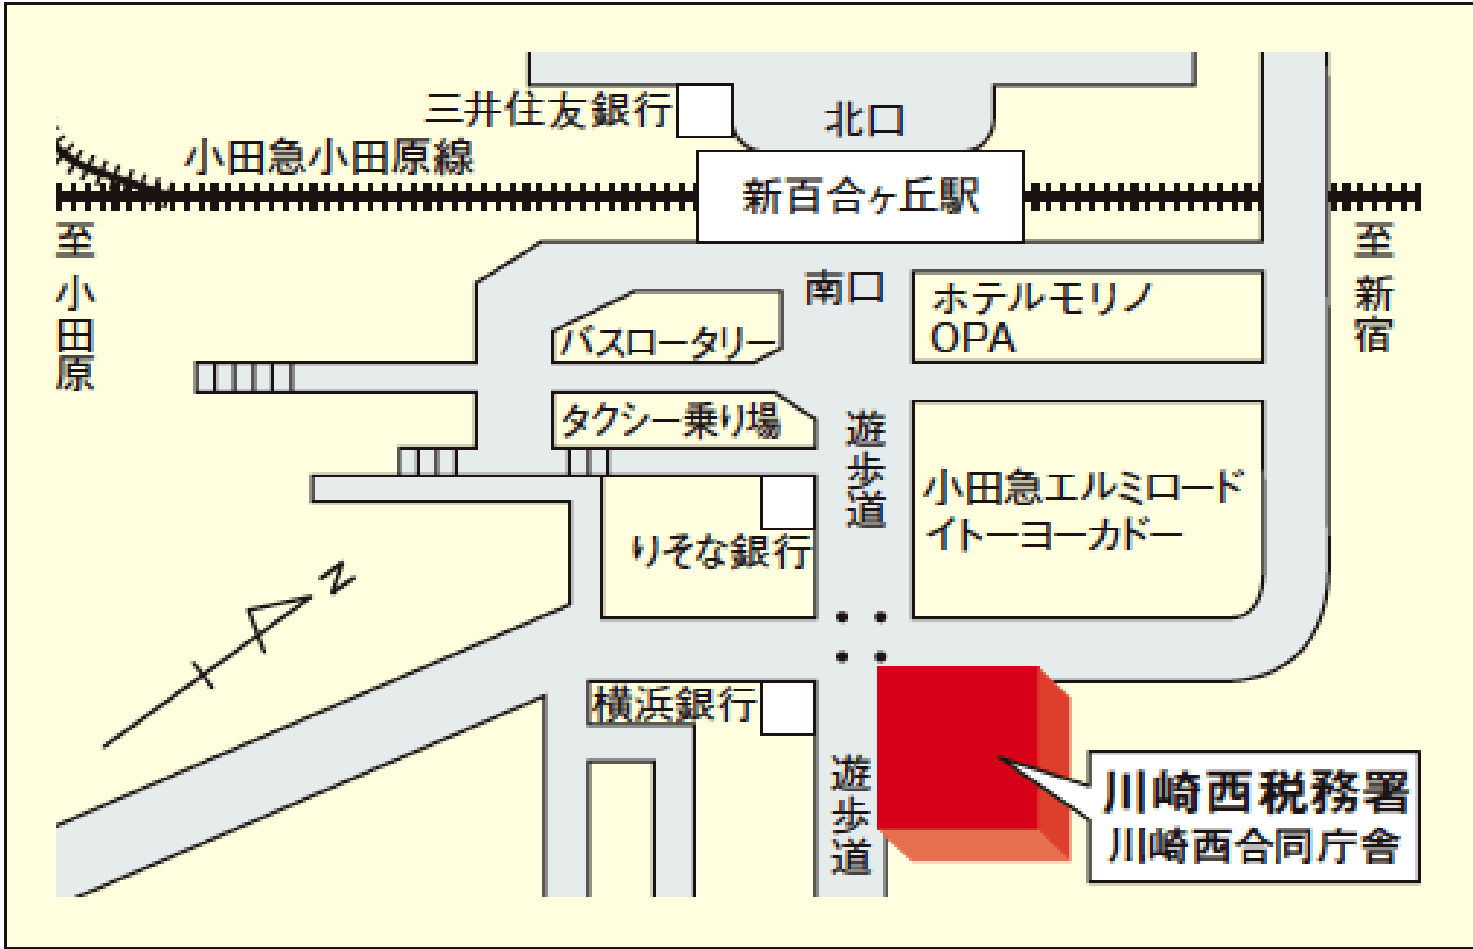 三井住友銀行
北口
小田急小田原線
新百合ヶ丘駅
至 小田原
至 新宿
南口
ホテルモリノ
OPA
バスロータリー
タクシー乗り場
遊歩道
小田急エルミロード
イトーヨーカドー
りそな銀行
N
横浜銀行
遊歩道
川崎西税務署
川崎西合同庁舎